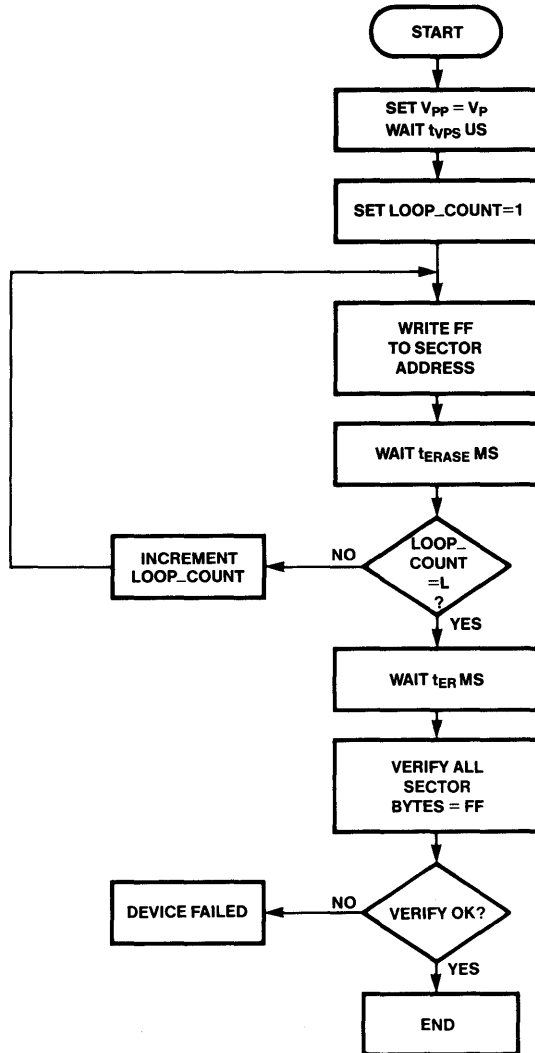 START
SET VPP = VP
WAIT tVPS US
SET LOOP_COUNT=1
WRITE FF
TO SECTOR
ADDRESS
WAIT tERASE MS
LOOP_
COUNT
=L
?
NO
INCREMENT
LOOP_COUNT
YES
WAIT tER MS
VERIFY ALL
SECTOR
BYTES = FF
VERIFY OK?
NO
DEVICE FAILED
YES
END